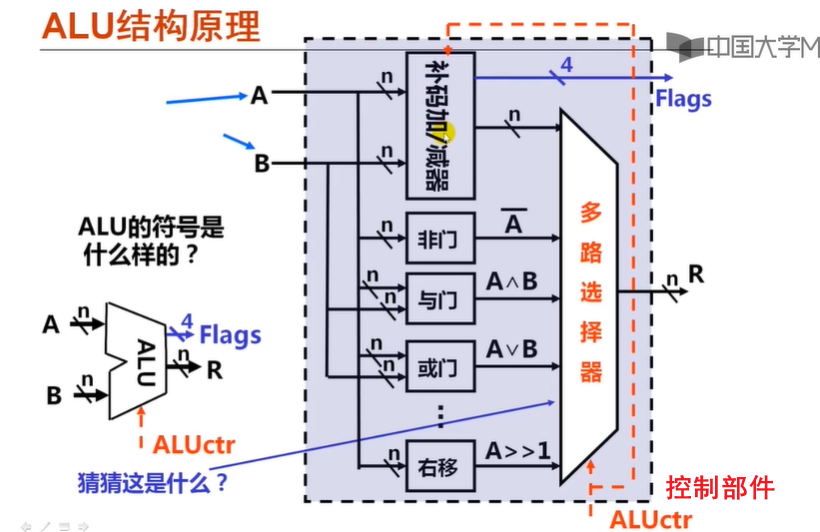 ALU结构原理
中国大学M
A
n
4
Flags
补码加/减器
n
B
n
ALU的符号是
什么样的？
n
非门
A
多路选择器
n
R
n
n
与门
A∧B
A
n
4
Flags
ALU
n
R
B
n
n
n
或门
A∨B
ALUctr
⋮
n
右移
A>>1
猜猜这是什么？
控制部件
ALUctr